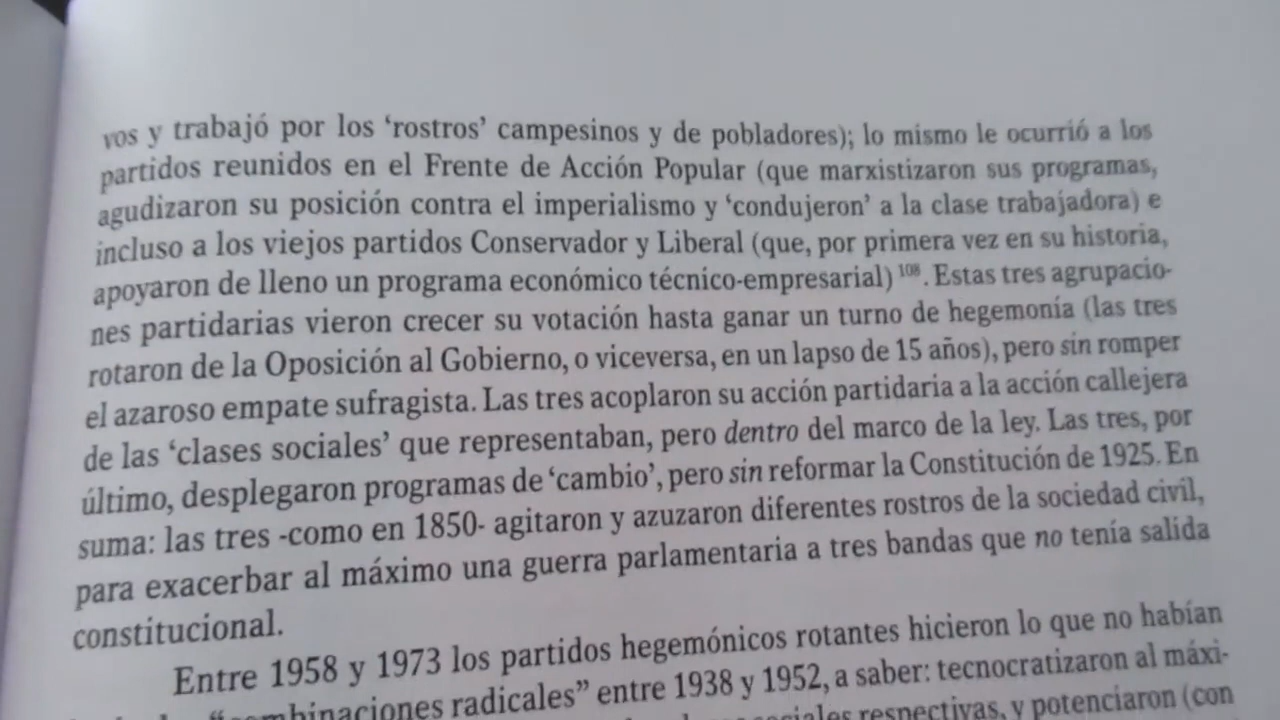 vos y trabajó por los ‘rostros’ campesinos y de pobladores); lo mismo le ocurrió a los
partidos reunidos en el Frente de Acción Popular (que marxistizaron sus programas,
agudizaron su posición contra el imperialismo y ‘condujeron’ a la clase trabajadora) e
incluso a los viejos partidos Conservador y Liberal (que, por primera vez en su historia,
apoyaron de lleno un programa económico técnico-empresarial) 108. Estas tres agrupacio-
nes partidarias vieron crecer su votación hasta ganar un turno de hegemonía (las tres
rotaron de la Oposición al Gobierno, o viceversa, en un lapso de 15 años), pero sin romper
el azaroso empate sufragista. Las tres acoplaron su acción partidaria a la acción callejera
de las ‘clases sociales’ que representaban, pero dentro del marco de la ley. Las tres, por
último, desplegaron programas de ‘cambio’, pero sin reformar la Constitución de 1925. En
suma: las tres -como en 1850- agitaron y azuzaron diferentes rostros de la sociedad civil,
para exacerbar al máximo una guerra parlamentaria a tres bandas que no tenía salida
constitucional.
Entre 1958 y 1973 los partidos hegemónicos rotantes hicieron lo que no habían
“combinaciones radicales” entre 1938 y 1952, a saber: tecnocratizaron al máxi-
respectivas, y potenciaron (con